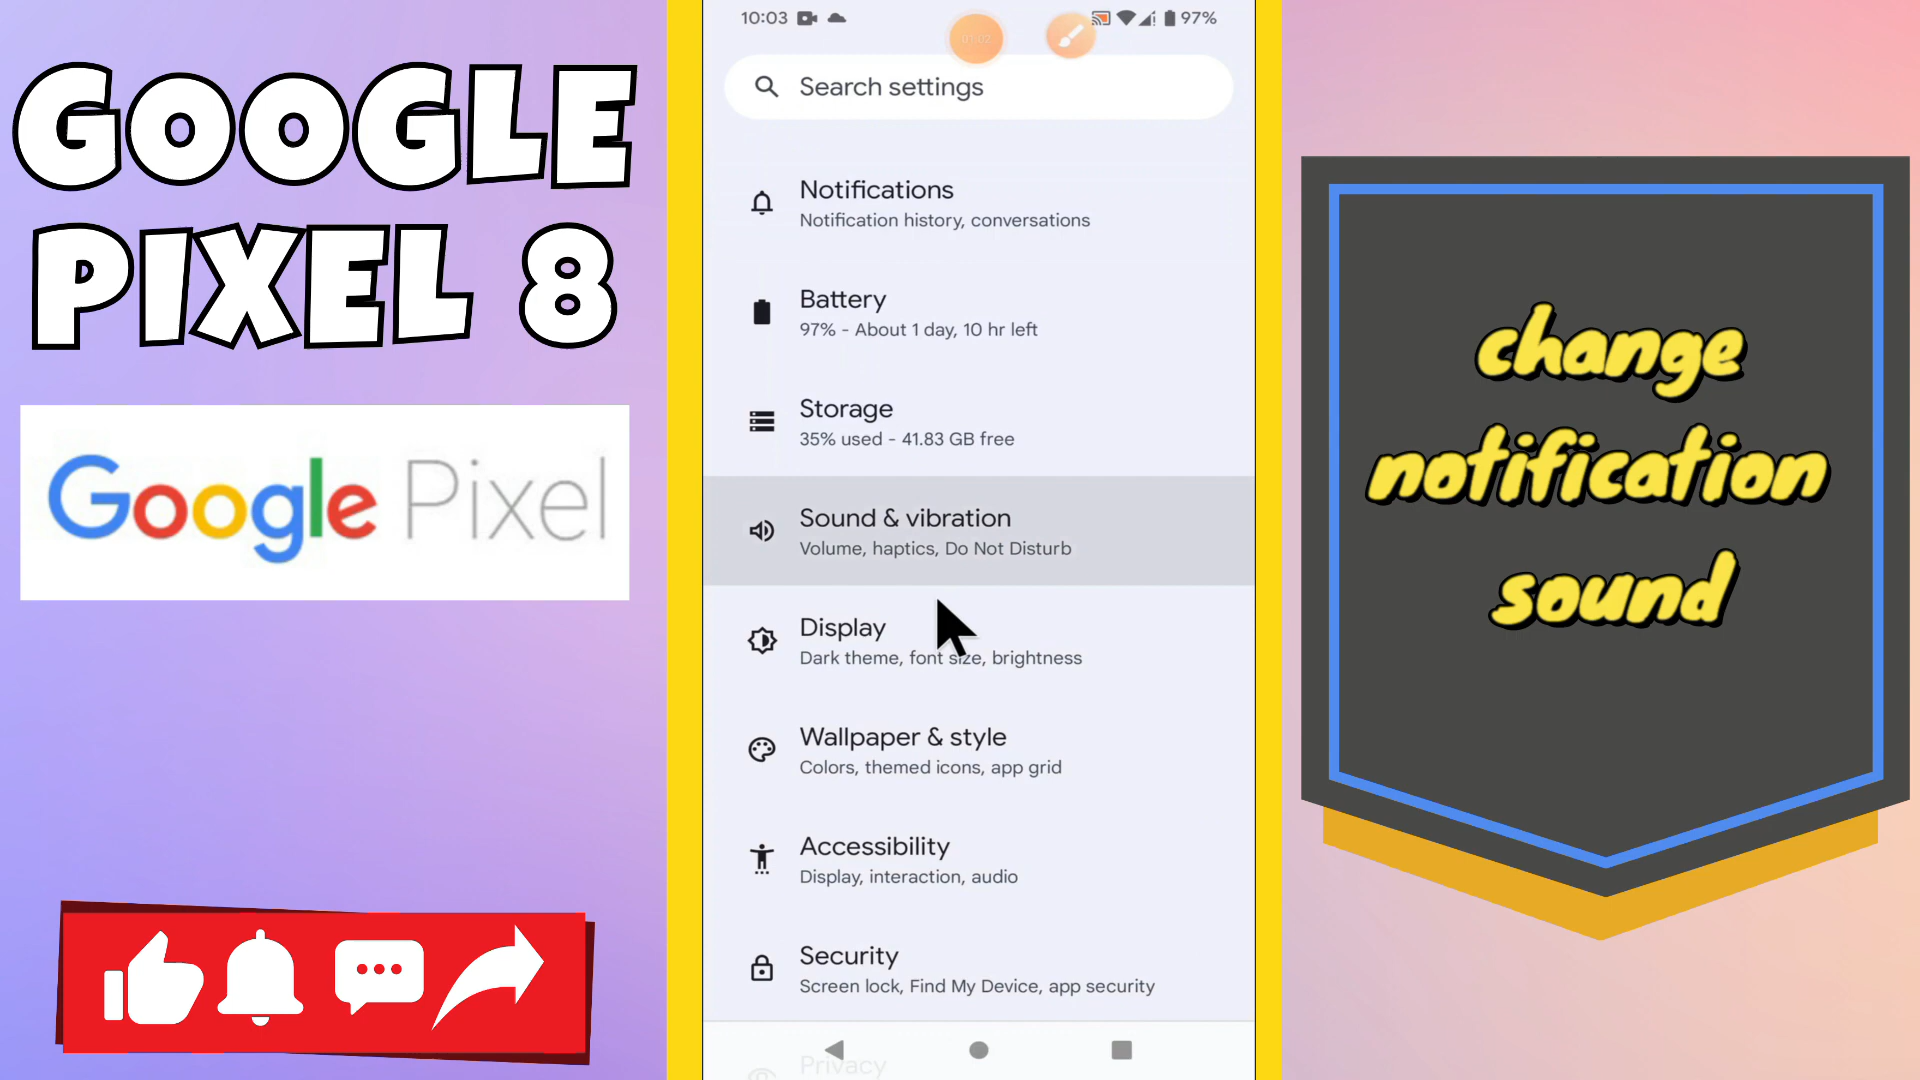 GOOGLE
PIXEL 8
Google Pixel
10:03
97%
01:02
Search settings
Notifications
Notification history, conversations
Battery
97% - About 1 day, 10 hr left
Storage
35% used - 41.83 GB free
Sound & vibration
Volume, haptics, Do Not Disturb
Display
Dark theme, font size, brightness
Wallpaper & style
Colors, themed icons, app grid
Accessibility
Display, interaction, audio
Security
Screen lock, Find My Device, app security
Privacy
change
notification
sound